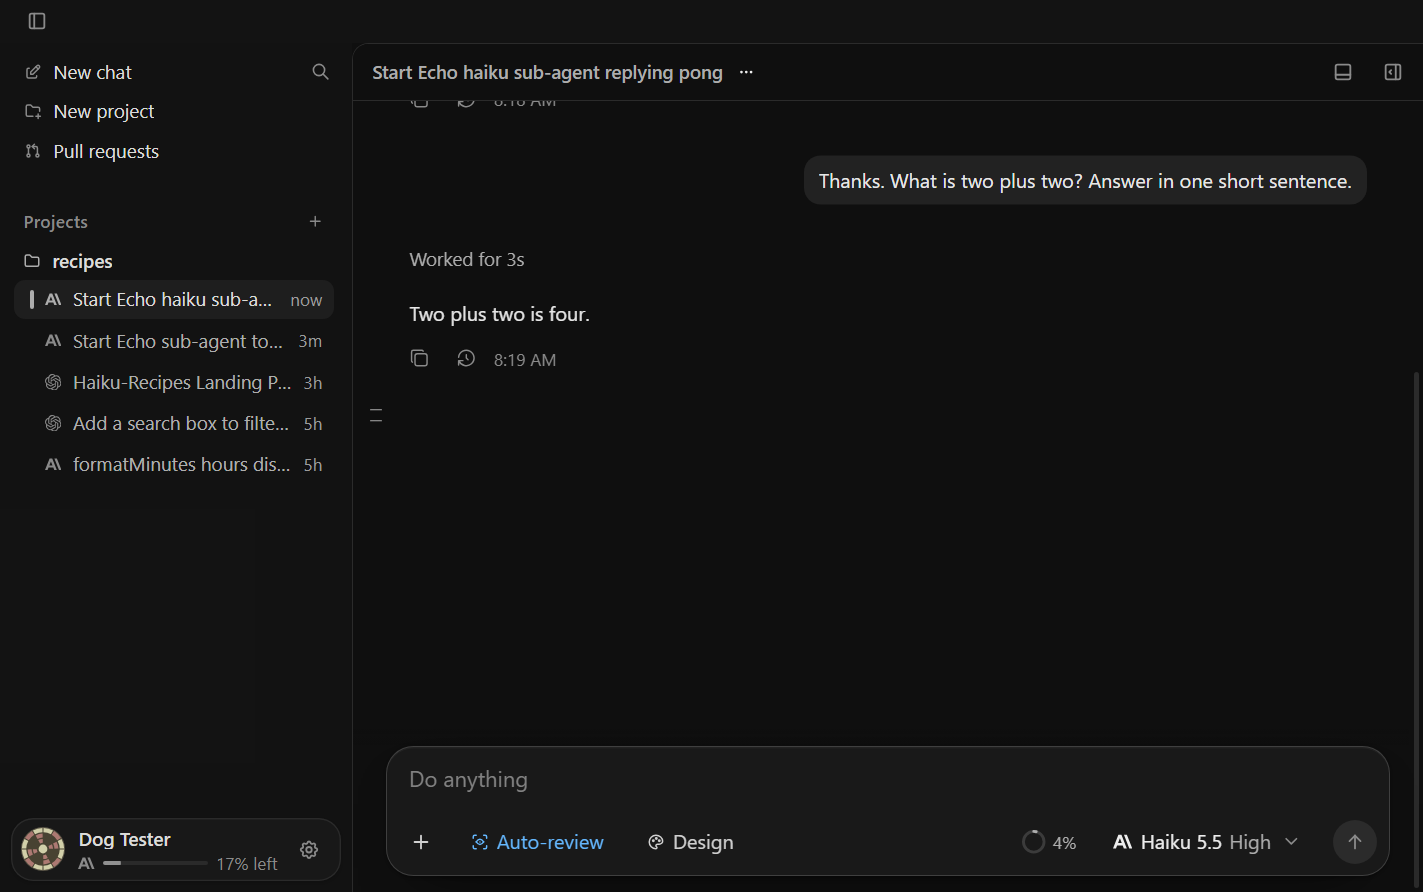 New chat
New project
Pull requests
Projects
recipes
Start Echo haiku sub-a... now
Start Echo sub-agent to... 3m
Haiku-Recipes Landing P... 3h
Add a search box to filte... 5h
formatMinutes hours dis... 5h
Dog Tester
17% left
Start Echo haiku sub-agent replying pong
8:18 AM
Thanks. What is two plus two? Answer in one short sentence.
Worked for 3s
Two plus two is four.
8:19 AM
Do anything
Auto-review
Design
4%
Haiku 5.5 High